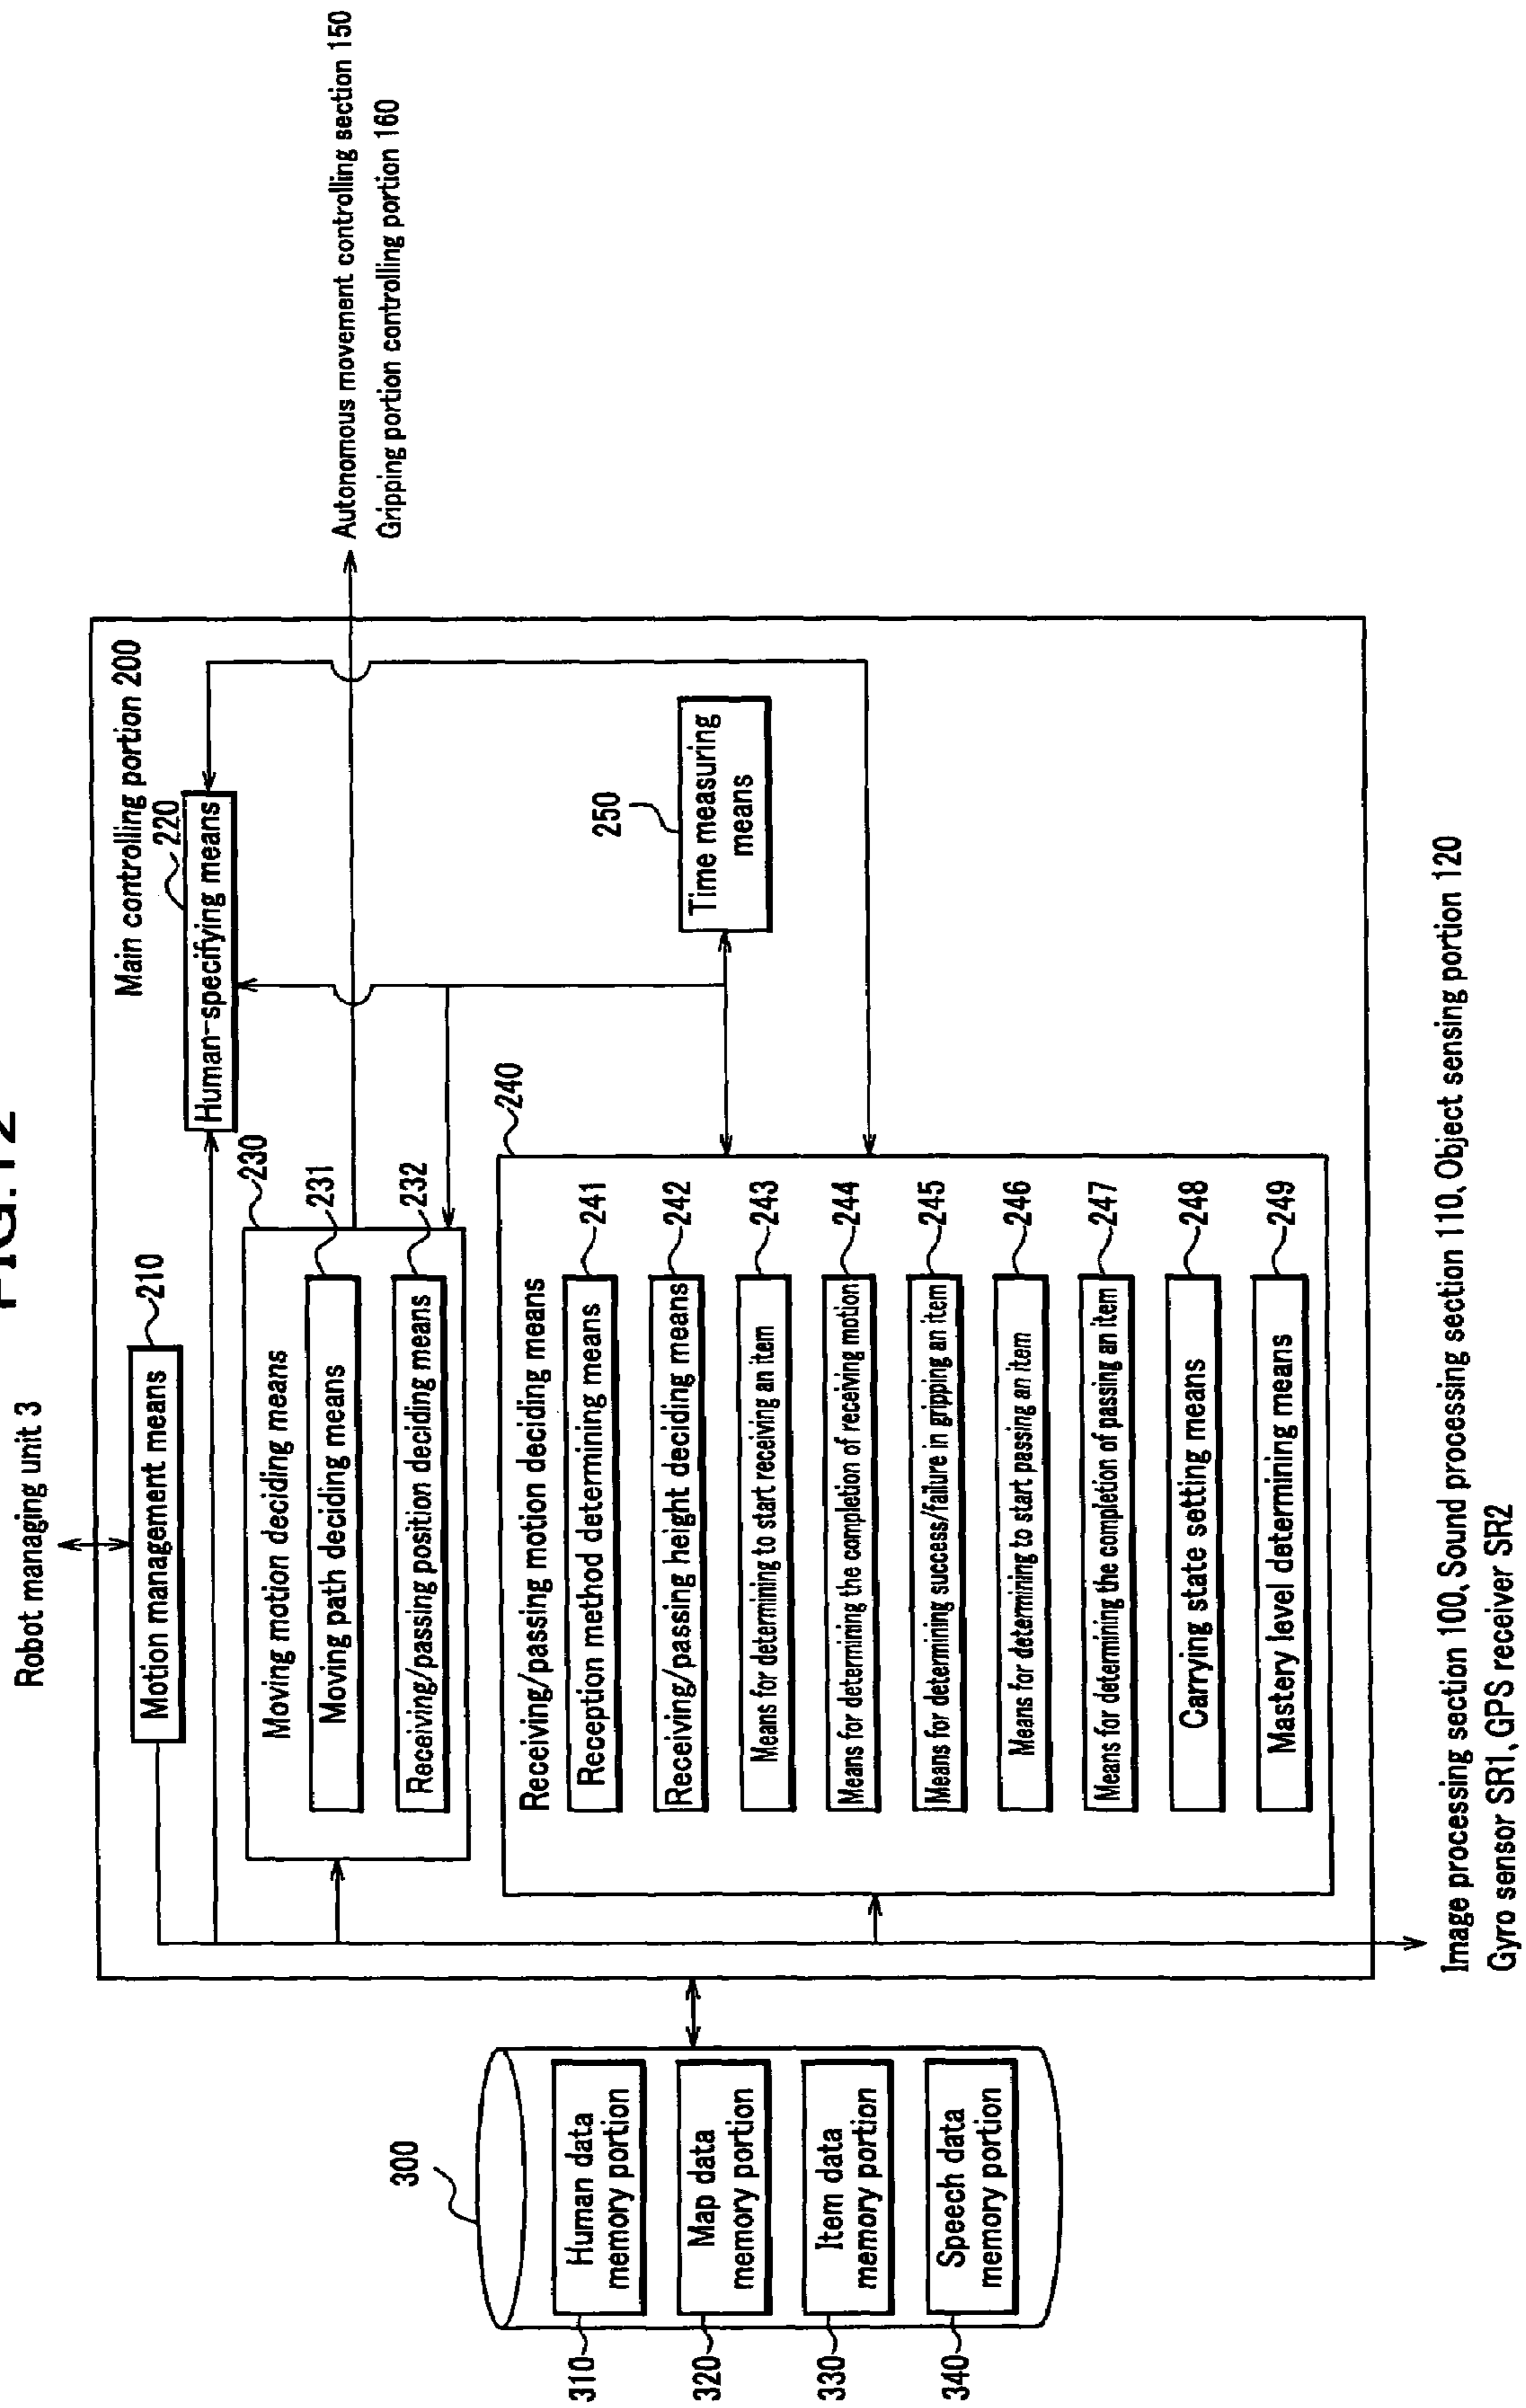 FIG. 12
Robot managing unit 3
Main controlling portion 200
210
Motion management means
220
Human-specifying means
230
Moving motion deciding means
Moving path deciding means
231
Receiving/passing position deciding means
232
Autonomous movement controlling section 150
Gripping portion controlling portion 160
240
Receiving/passing motion deciding means
Reception method determining means
241
Receiving/passing height deciding means
242
Means for determining to start receiving an item
243
Means for determining the completion of receiving motion
244
Means for determining success/failure in gripping an item
245
Means for determining to start passing an item
246
Means for determining the completion of passing an item
247
Carrying state setting means
248
Mastery level determining means
249
250
Time measuring
means
300
310
Human data
memory portion
320
Map data
memory portion
330
Item data
memory portion
340
Speech data
memory portion
Image processing section 100, Sound processing section 110, Object sensing portion 120
Gyro sensor SR1, GPS receiver SR2